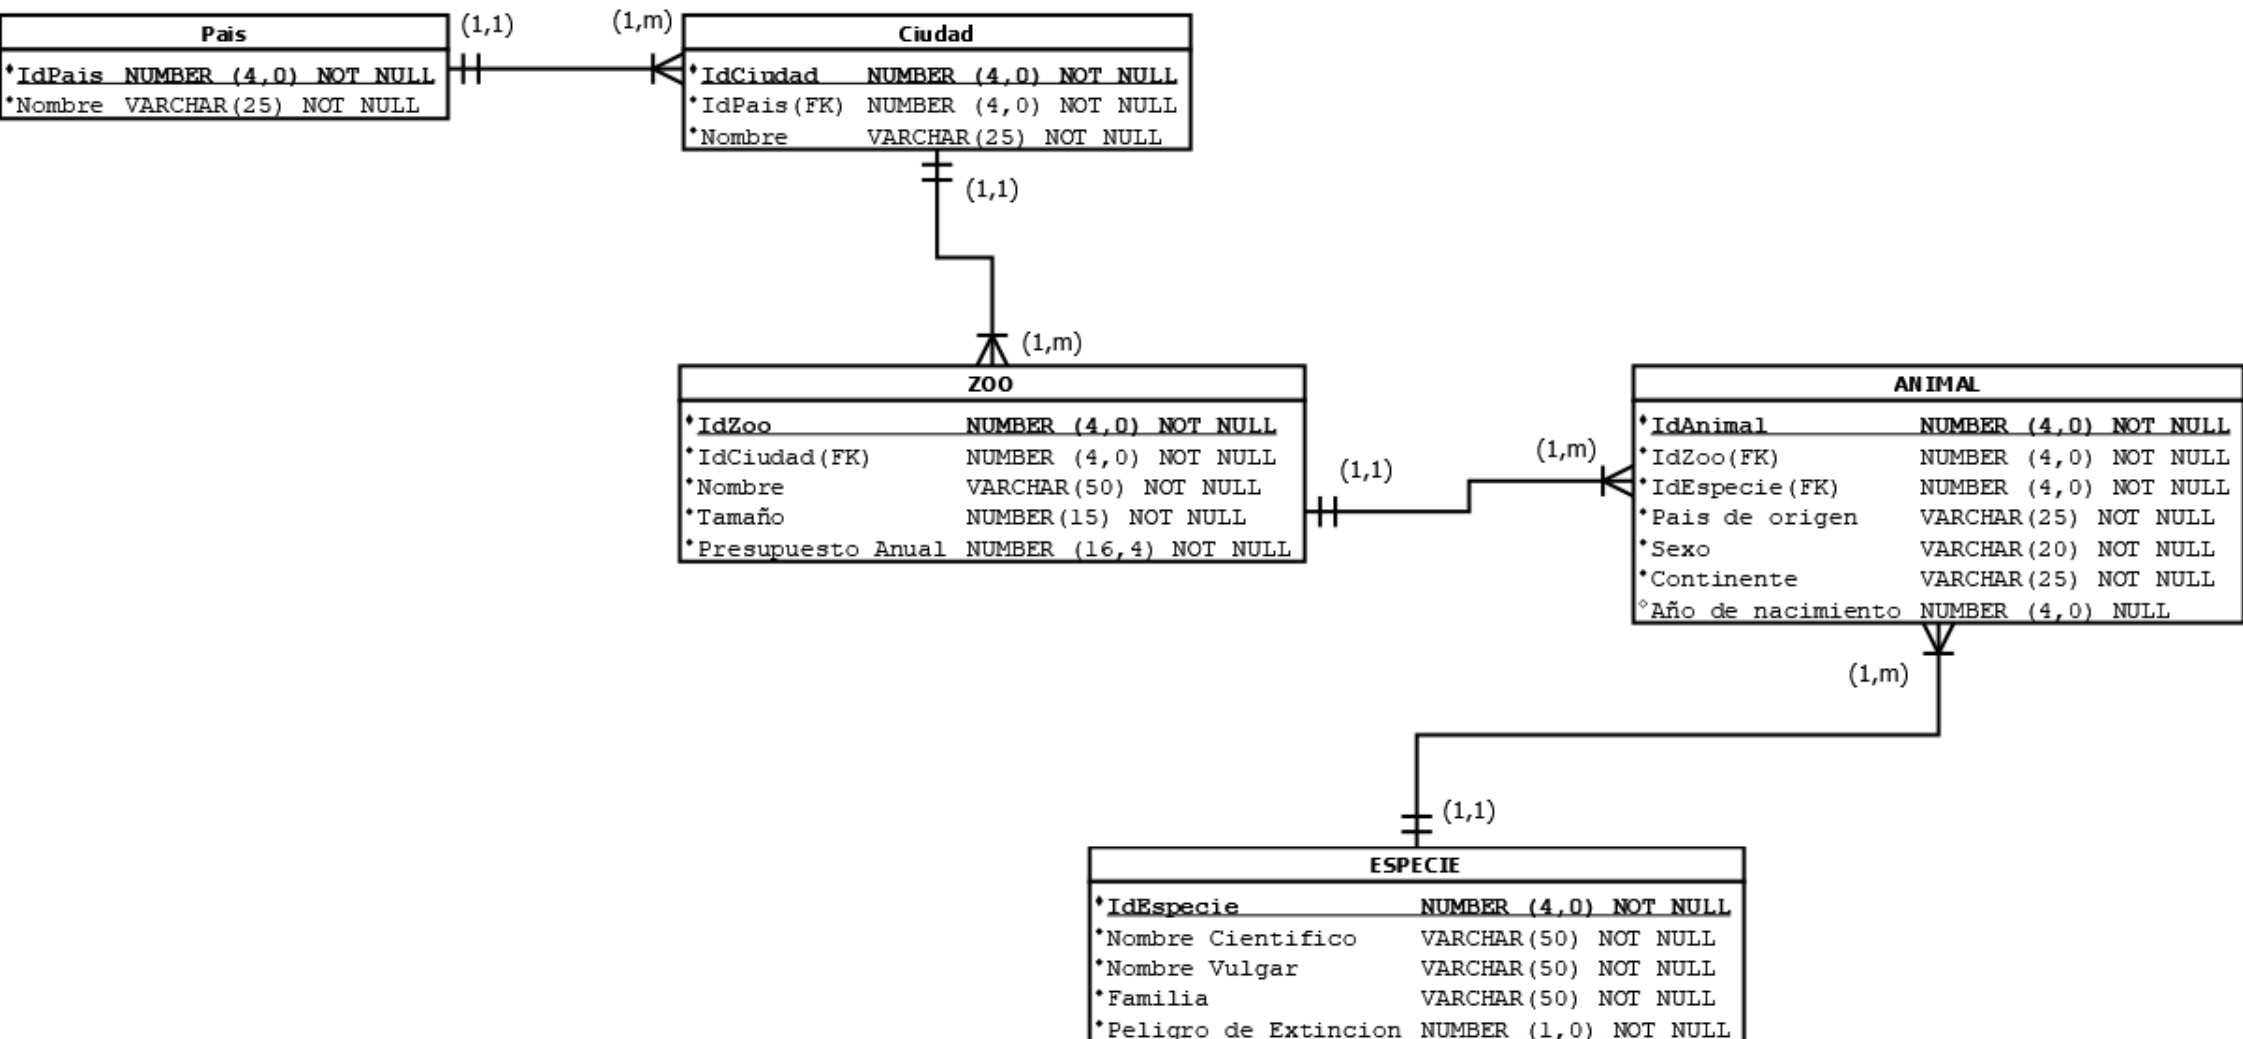 Pais
IdPais NUMBER (4,0) NOT NULL
Nombre VARCHAR(25) NOT NULL
(1,1)
(1,m)
Ciudad
IdCiudad NUMBER (4,0) NOT NULL
IdPais(FK) NUMBER (4,0) NOT NULL
Nombre VARCHAR(25) NOT NULL
(1,1)
(1,m)
ZOO
IdZoo NUMBER (4,0) NOT NULL
IdCiudad(FK) NUMBER (4,0) NOT NULL
Nombre VARCHAR(50) NOT NULL
Tamaño NUMBER(15) NOT NULL
Presupuesto Anual NUMBER (16,4) NOT NULL
(1,1)
(1,m)
ANIMAL
IdAnimal NUMBER (4,0) NOT NULL
IdZoo(FK) NUMBER (4,0) NOT NULL
IdEspecie(FK) NUMBER (4,0) NOT NULL
Pais de origen VARCHAR(25) NOT NULL
Sexo VARCHAR(20) NOT NULL
Continente VARCHAR(25) NOT NULL
Año de nacimiento NUMBER (4,0) NULL
(1,m)
(1,1)
ESPECIE
IdEspecie NUMBER (4,0) NOT NULL
Nombre Cientifico VARCHAR(50) NOT NULL
Nombre Vulgar VARCHAR(50) NOT NULL
Familia VARCHAR(50) NOT NULL
Peligro de Extincion NUMBER (1,0) NOT NULL